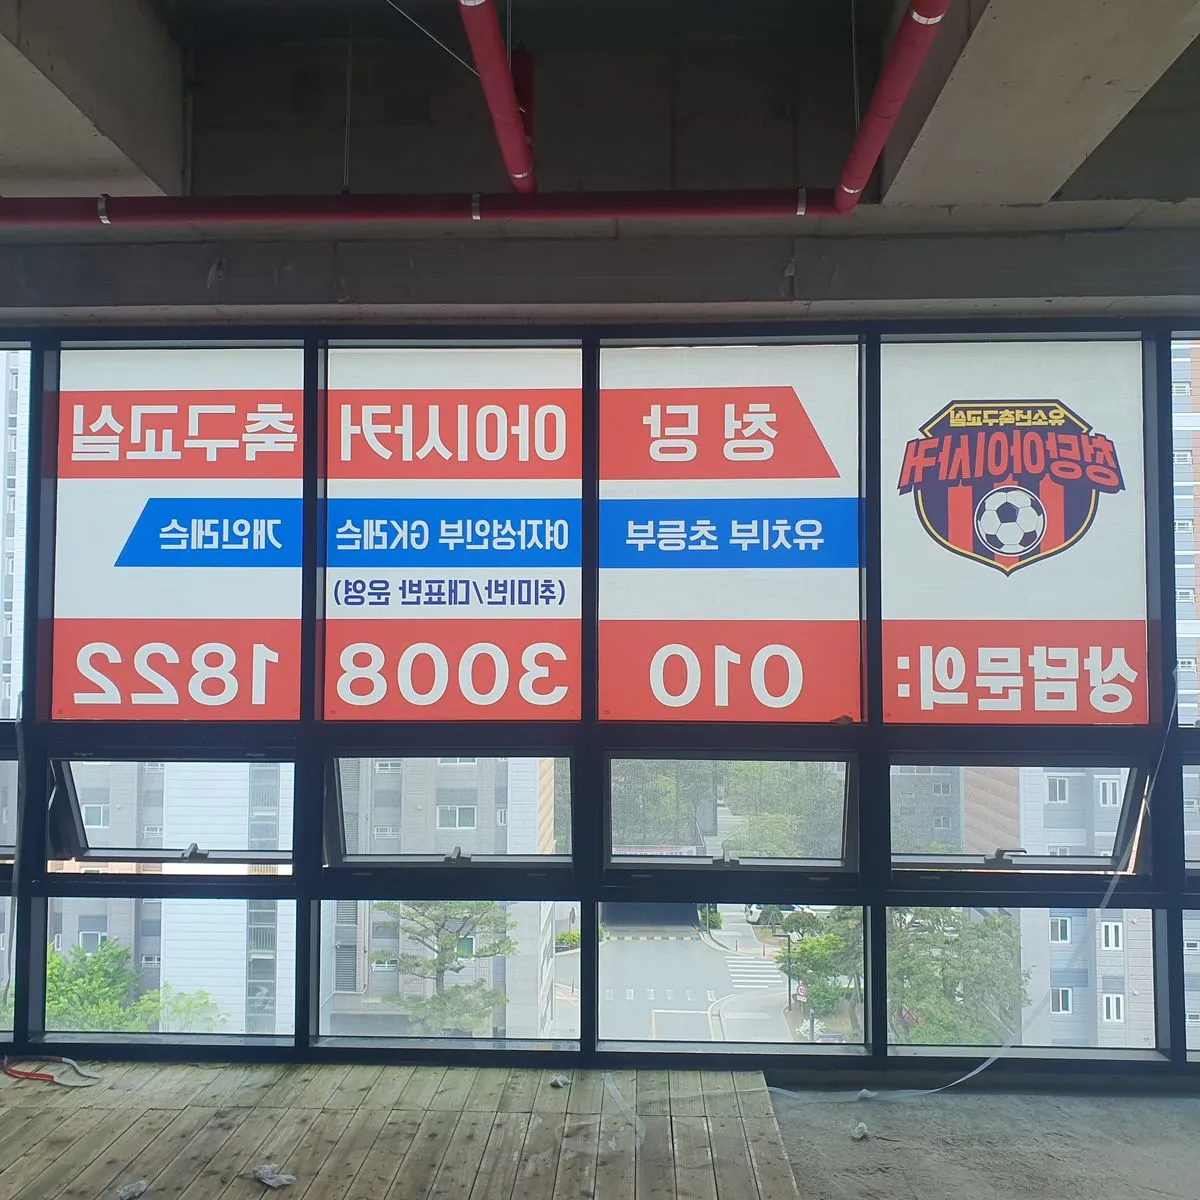 유소년축구교실
청당아이사커
청당 아이사커 축구교실
유치부 초등부 여자성인부 GK레슨 개인레슨
(취미반/대표반 운영)
상담문의: 010 3008 1822